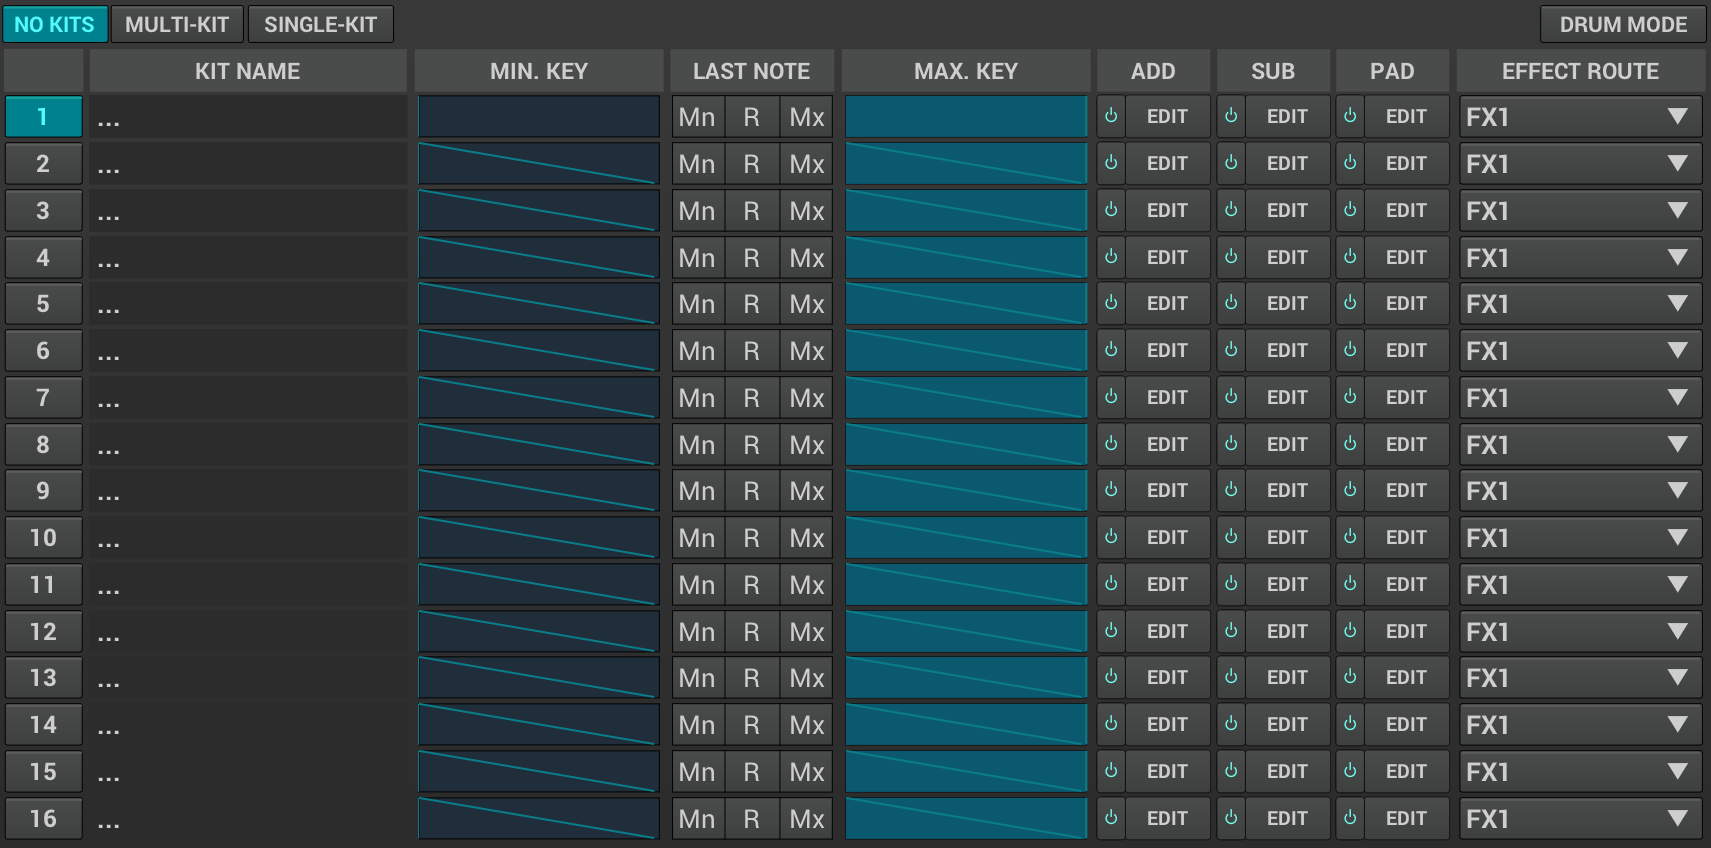 NO KITS MULTI-KIT SINGLE-KIT DRUM MODE
KIT NAME MIN. KEY LAST NOTE MAX. KEY ADD SUB PAD EFFECT ROUTE
1 ... Mn R Mx EDIT EDIT EDIT FX1
2 ... Mn R Mx EDIT EDIT EDIT FX1
3 ... Mn R Mx EDIT EDIT EDIT FX1
4 ... Mn R Mx EDIT EDIT EDIT FX1
5 ... Mn R Mx EDIT EDIT EDIT FX1
6 ... Mn R Mx EDIT EDIT EDIT FX1
7 ... Mn R Mx EDIT EDIT EDIT FX1
8 ... Mn R Mx EDIT EDIT EDIT FX1
9 ... Mn R Mx EDIT EDIT EDIT FX1
10 ... Mn R Mx EDIT EDIT EDIT FX1
11 ... Mn R Mx EDIT EDIT EDIT FX1
12 ... Mn R Mx EDIT EDIT EDIT FX1
13 ... Mn R Mx EDIT EDIT EDIT FX1
14 ... Mn R Mx EDIT EDIT EDIT FX1
15 ... Mn R Mx EDIT EDIT EDIT FX1
16 ... Mn R Mx EDIT EDIT EDIT FX1